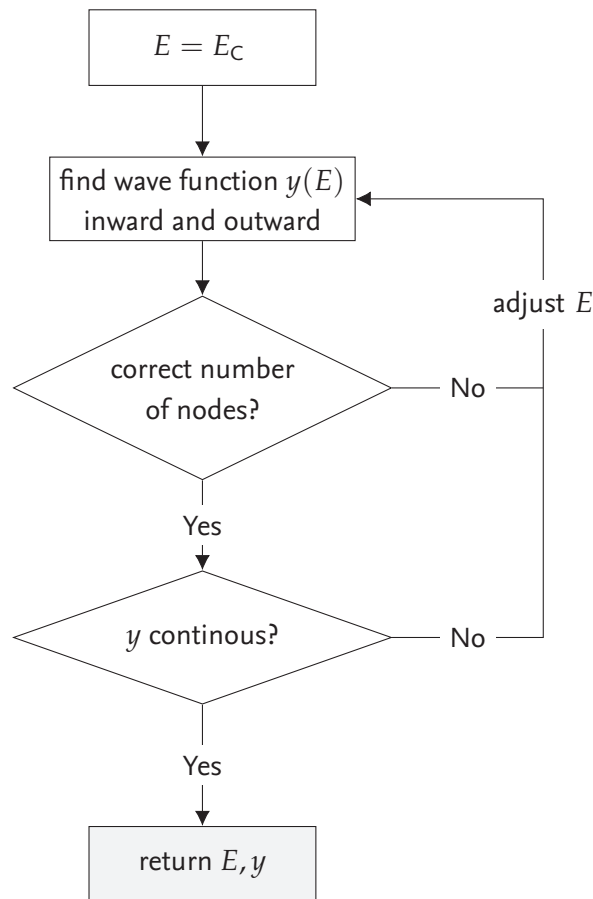 E = E_C
find wave function y(E)
inward and outward
adjust E
correct number
of nodes?
No
Yes
y continous?
No
Yes
return E, y